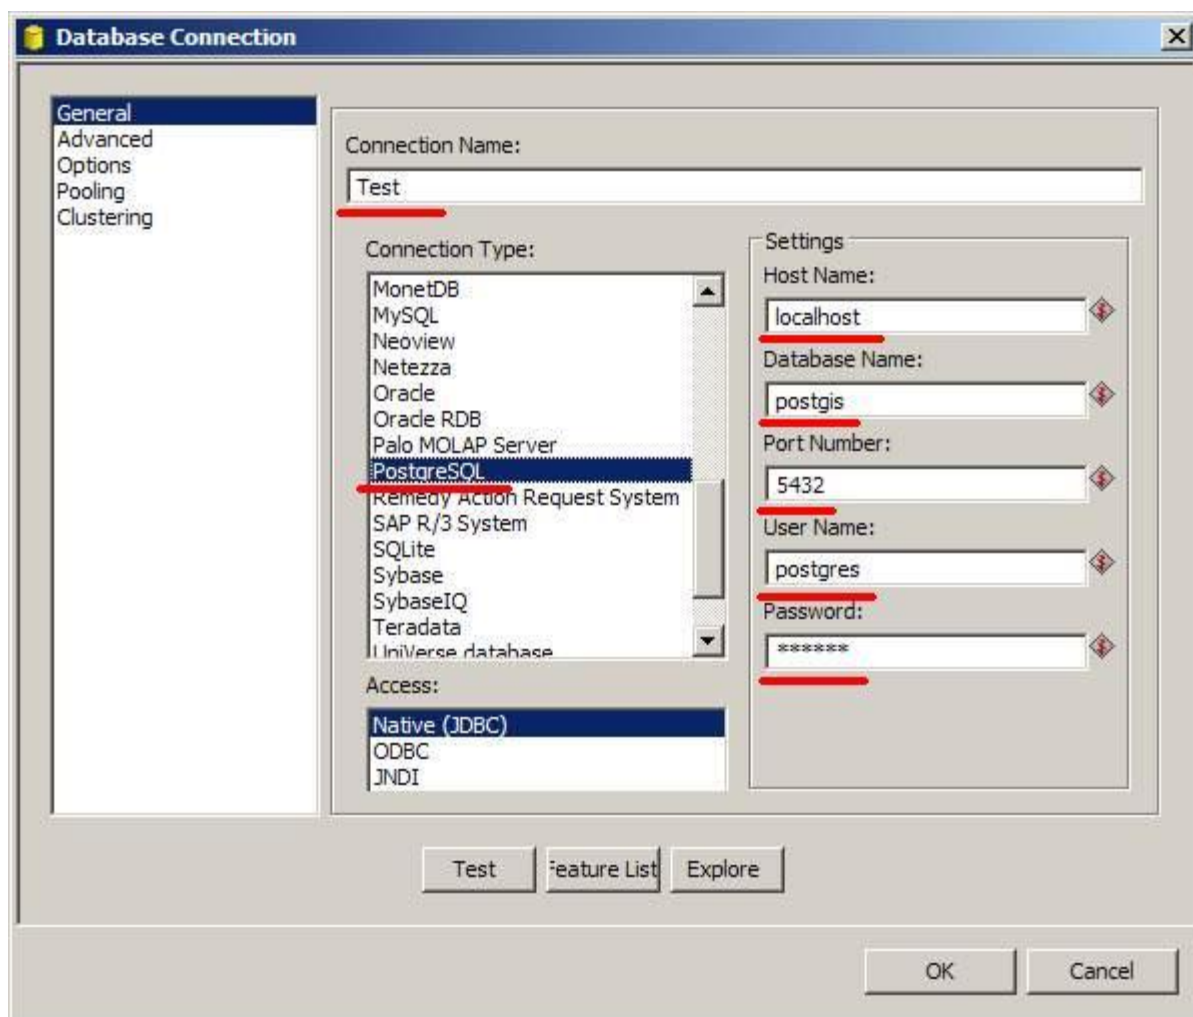 Database Connection
General
Advanced
Options
Pooling
Clustering
Connection Name:
Test
Connection Type:
MonetDB
MySQL
Neoview
Netezza
Oracle
Oracle RDB
Palo MOLAP Server
PostgreSQL
Remedy Action Request System
SAP R/3 System
SQLite
Sybase
SybaseIQ
Teradata
UniVerse database
Access:
Native (JDBC)
ODBC
JNDI
Settings
Host Name:
localhost
Database Name:
postgis
Port Number:
5432
User Name:
postgres
Password:
******
Test
Feature List
Explore
OK
Cancel